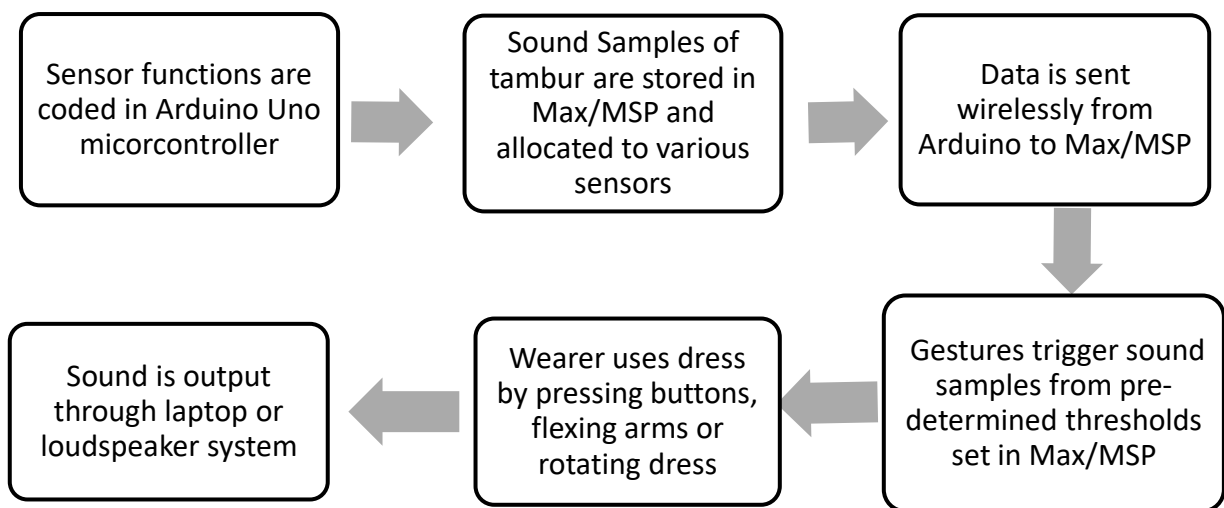 Sensor functions are
coded in Arduino Uno
micorcontroller
Sound Samples of
tambur are stored in
Max/MSP and
allocated to various
sensors
Data is sent
wirelessly from
Arduino to Max/MSP
Gestures trigger sound
samples from pre-
determined thresholds
set in Max/MSP
Wearer uses dress
by pressing buttons,
flexing arms or
rotating dress
Sound is output
through laptop or
loudspeaker system